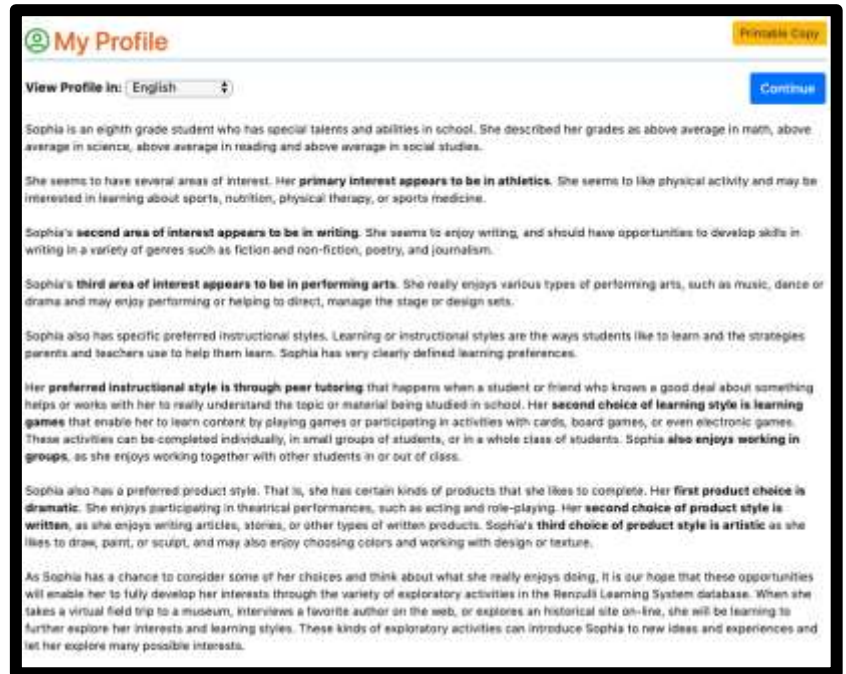 My Profile
Printable Copy
View Profile in: English
Continue
Sophia is an eighth grade student who has special talents and abilities in school. She described her grades as above average in math, above
average in science, above average in reading and above average in social studies.
She seems to have several areas of interest. Her primary interest appears to be in athletics. She seems to like physical activity and may be
interested in learning about sports, nutrition, physical therapy, or sports medicine.
Sophia's second area of interest appears to be in writing. She seems to enjoy writing, and should have opportunities to develop skills in
writing in a variety of genres such as fiction and non-fiction, poetry, and journalism.
Sophia's third area of interest appears to be in performing arts. She really enjoys various types of performing arts, such as music, dance or
drama and may enjoy performing or helping to direct, manage the stage or design sets.
Sophia also has specific preferred instructional styles. Learning or instructional styles are the ways students like to learn and the strategies
parents and teachers use to help them learn. Sophia has very clearly defined learning preferences.
Her preferred instructional style is through peer tutoring that happens when a student or friend who knows a good deal about something
helps or works with her to really understand the topic or material being studied in school. Her second choice of learning style is learning
games that enable her to learn content by playing games or participating in activities with cards, board games, or even electronic games.
These activities can be completed individually, in small groups of students, or in a whole class of students. Sophia also enjoys working in
groups, as she enjoys working together with other students in or out of class.
Sophia also has a preferred product style. That is, she has certain kinds of products that she likes to complete. Her first product choice is
dramatic. She enjoys participating in theatrical performances, such as acting and role-playing. Her second choice of product style is
written, as she enjoys writing articles, stories, or other types of written products. Sophia's third choice of product style is artistic as she
likes to draw, paint, or sculpt, and may also enjoy choosing colors and working with design or texture.
As Sophia has a chance to consider some of her choices and think about what she really enjoys doing, it is our hope that these opportunities
will enable her to fully develop her interests through the variety of exploratory activities in the Renzulli Learning System database. When she
takes a virtual field trip to a museum, interviews a favorite author on the web, or explores an historical site on-line, she will be learning to
further explore her interests and learning styles. These kinds of exploratory activities can introduce Sophia to new ideas and experiences and
let her explore many possible interests.